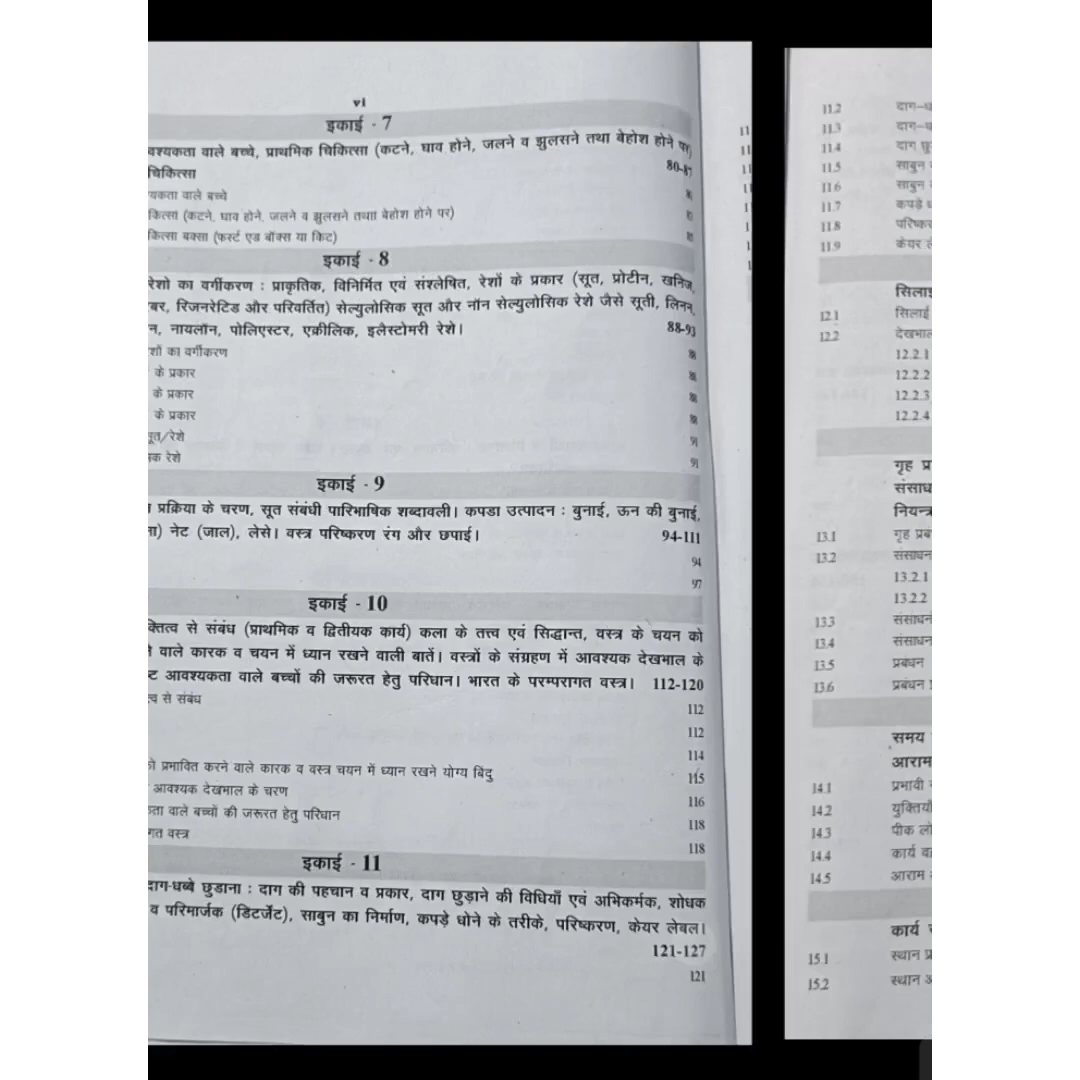 vi
इकाई - 7
वश्यकता वाले बच्चे, प्राथमिक चिकित्सा (कटने, घाव होने, जलने व झुलसने तथा बेहोश होने पर)
चिकित्सा 80-87
यकता वाले बच्चे
कित्सा (कटने, घाव होने, जलने व झुलसने तथा बेहोश होने पर)
कित्सा बक्सा (फर्स्ट एड बॉक्स या किट)
इकाई - 8
रेशो का वर्गीकरण : प्राकृतिक, विनिर्मित एवं संश्लेषित, रेशों के प्रकार (सूत, प्रोटीन, खनिज,
बर, रिजनरेटिड और परिवर्तित) सेल्युलोसिक सूत और नॉन सेल्युलोसिक रेशे जैसे सूती, लिनन,
न, नायलॉन, पोलिएस्टर, एक्रीलिक, इलैस्टोमरी रेशे। 88-93
शों का वर्गीकरण 88
के प्रकार 88
के प्रकार 88
के प्रकार 88
सूत/रेशे 91
क रेशे 91
इकाई - 9
प्रक्रिया के चरण, सूत संबंधी पारिभाषिक शब्दावली। कपडा उत्पादन : बुनाई, ऊन की बुनाई,
ना) नेट (जाल), लेसे। वस्त्र परिष्करण रंग और छपाई। 94-111
94
97
इकाई - 10
क्तित्व से संबंध (प्राथमिक व द्वितीयक कार्य) कला के तत्त्व एवं सिद्धान्त, वस्त्र के चयन को
वाले कारक व चयन में ध्यान रखने वाली बातें। वस्त्रों के संग्रहण में आवश्यक देखभाल के
ट आवश्यकता वाले बच्चों की जरूरत हेतु परिधान। भारत के परम्परागत वस्त्र। 112-120
त्व से संबंध 112
112
114
प्रभावित करने वाले कारक व वस्त्र चयन में ध्यान रखने योग्य बिंदु 115
आवश्यक देखभाल के चरण 116
ता वाले बच्चों की जरूरत हेतु परिधान 118
गत वस्त्र 118
इकाई - 11
दाग-धब्बे छुडाना : दाग की पहचान व प्रकार, दाग छुड़ाने की विधियाँ एवं अभिकर्मक, शोधक
व परिमार्जक (डिटर्जेंट), साबुन का निर्माण, कपड़े धोने के तरीके, परिष्करण, केयर लेबल।
121-127
121
11.2 दाग-ध
11.3 दाग-ध
11.4 दाग छु
11.5 साबुन
11.6 साबुन
11.7 कपड़े ध
11.8 परिष्कर
11.9 केयर ले
सिलाई
12.1 सिलाई
12.2 देखभाल
12.2.1
12.2.2
12.2.3
12.2.4
गृह प्र
संसाध
नियन्त्र
13.1 गृह प्रब
13.2 संसाधन
13.2.1
13.2.2
13.3 संसाधन
13.4 संसाधन
13.5 प्रबंधन
13.6 प्रबंधन
समय
आराम
14.1 प्रभावी
14.2 युक्तियाँ
14.3 पीक लो
14.4 कार्य व
14.5 आराम
कार्य
15.1 स्थान प्र
15.2 स्थान अ